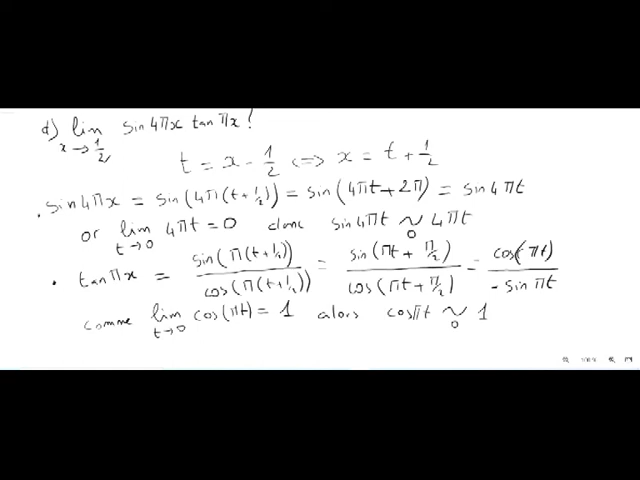 d) lim x→1/2 sin 4πx tan πx ?
t = x - 1/2 <=> x = t + 1/2
. sin 4πx = sin(4π(t+1/2)) = sin(4πt + 2π) = sin 4πt
or lim t→0 4πt = 0 donc sin 4πt ~0 4πt
. tan πx = sin(π(t+1/2))/cos(π(t+1/2)) = sin(πt + π/2)/cos(πt + π/2) = cos(πt)/- sin πt
comme lim t→0 cos(πt) = 1 alors cos πt ~0 1